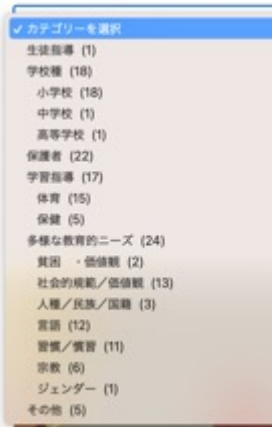 ✓ カテゴリーを選択
生徒指導 (1)
学校種 (18)
小学校 (18)
中学校 (1)
高等学校 (1)
保護者 (22)
学習指導 (17)
体育 (15)
保健 (5)
多様な教育的ニーズ (24)
貧困 ・価値観 (2)
社会的規範／価値観 (13)
人種／民族／国籍 (3)
言語 (12)
習慣／慣習 (11)
宗教 (6)
ジェンダー (1)
その他 (5)